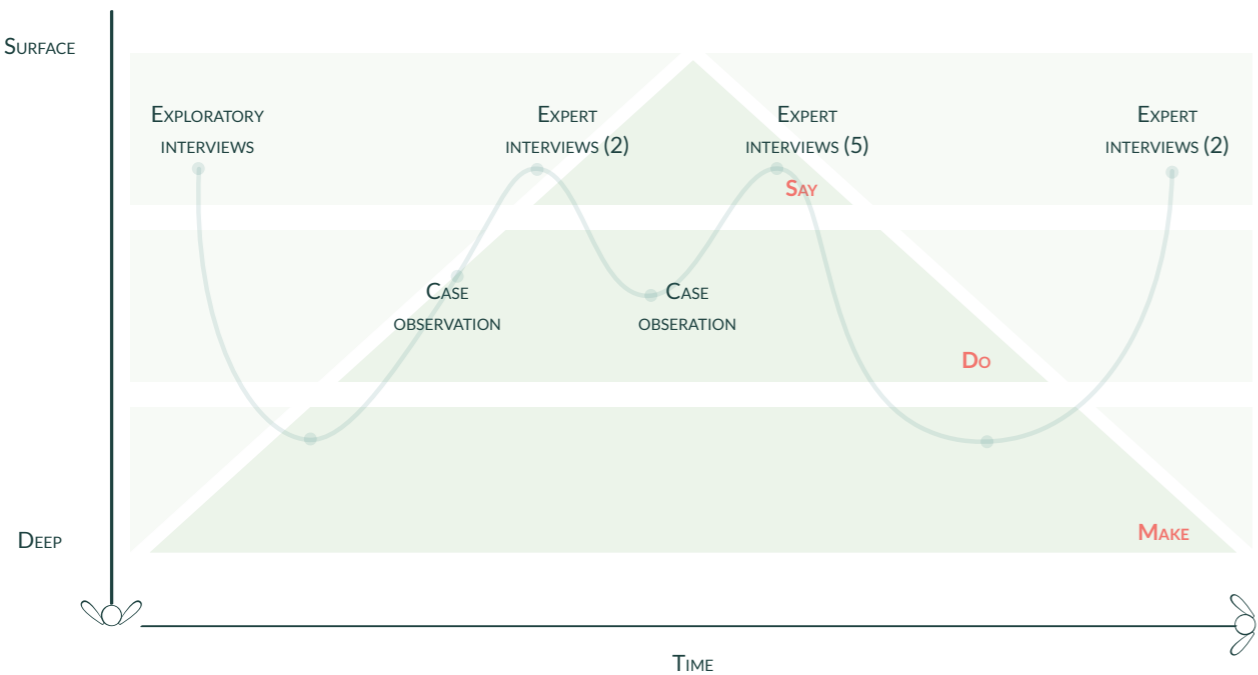 Surface
Exploratory
interviews
Expert
interviews (2)
Expert
interviews (5)
Expert
interviews (2)
Say
Case
observation
Case
obseration
Do
Make
Deep
Time